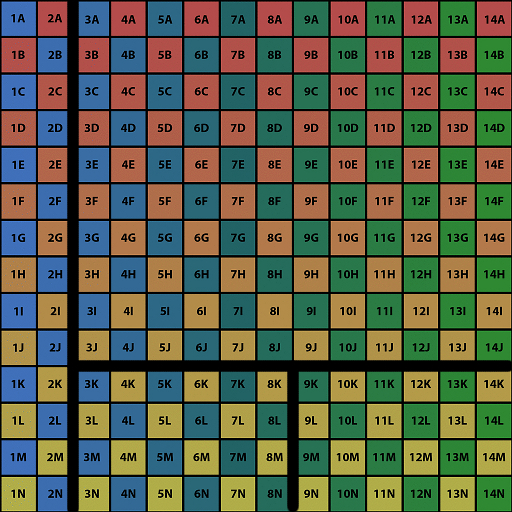 1A 2A 3A 4A 5A 6A 7A 8A 9A 10A 11A 12A 13A 14A
1B 2B 3B 4B 5B 6B 7B 8B 9B 10B 11B 12B 13B 14B
1C 2C 3C 4C 5C 6C 7C 8C 9C 10C 11C 12C 13C 14C
1D 2D 3D 4D 5D 6D 7D 8D 9D 10D 11D 12D 13D 14D
1E 2E 3E 4E 5E 6E 7E 8E 9E 10E 11E 12E 13E 14E
1F 2F 3F 4F 5F 6F 7F 8F 9F 10F 11F 12F 13F 14F
1G 2G 3G 4G 5G 6G 7G 8G 9G 10G 11G 12G 13G 14G
1H 2H 3H 4H 5H 6H 7H 8H 9H 10H 11H 12H 13H 14H
1I 2I 3I 4I 5I 6I 7I 8I 9I 10I 11I 12I 13I 14I
1J 2J 3J 4J 5J 6J 7J 8J 9J 10J 11J 12J 13J 14J
1K 2K 3K 4K 5K 6K 7K 8K 9K 10K 11K 12K 13K 14K
1L 2L 3L 4L 5L 6L 7L 8L 9L 10L 11L 12L 13L 14L
1M 2M 3M 4M 5M 6M 7M 8M 9M 10M 11M 12M 13M 14M
1N 2N 3N 4N 5N 6N 7N 8N 9N 10N 11N 12N 13N 14N